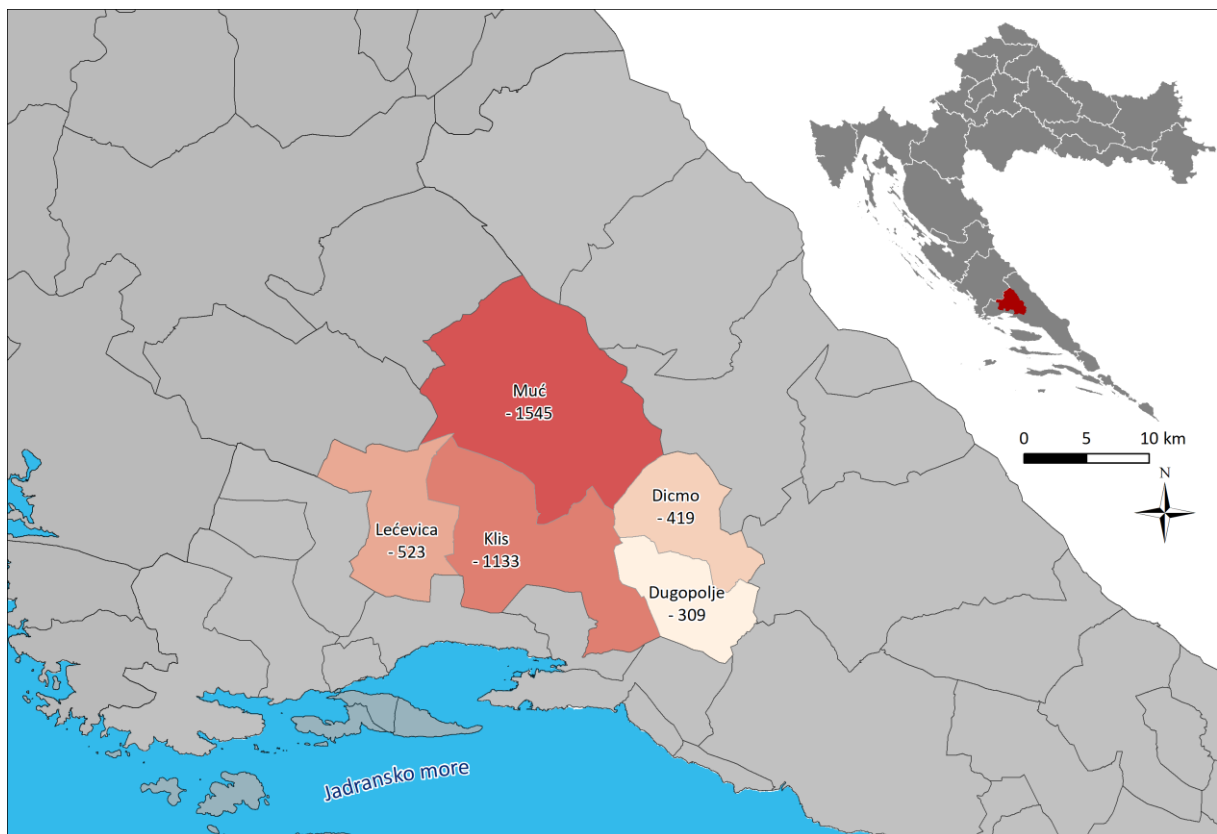 Muć
- 1545
0 5 10 km
N
Dicmo
- 419
Lećevica
- 523
Klis
- 1133
Dugopolje
- 309
Jadransko more